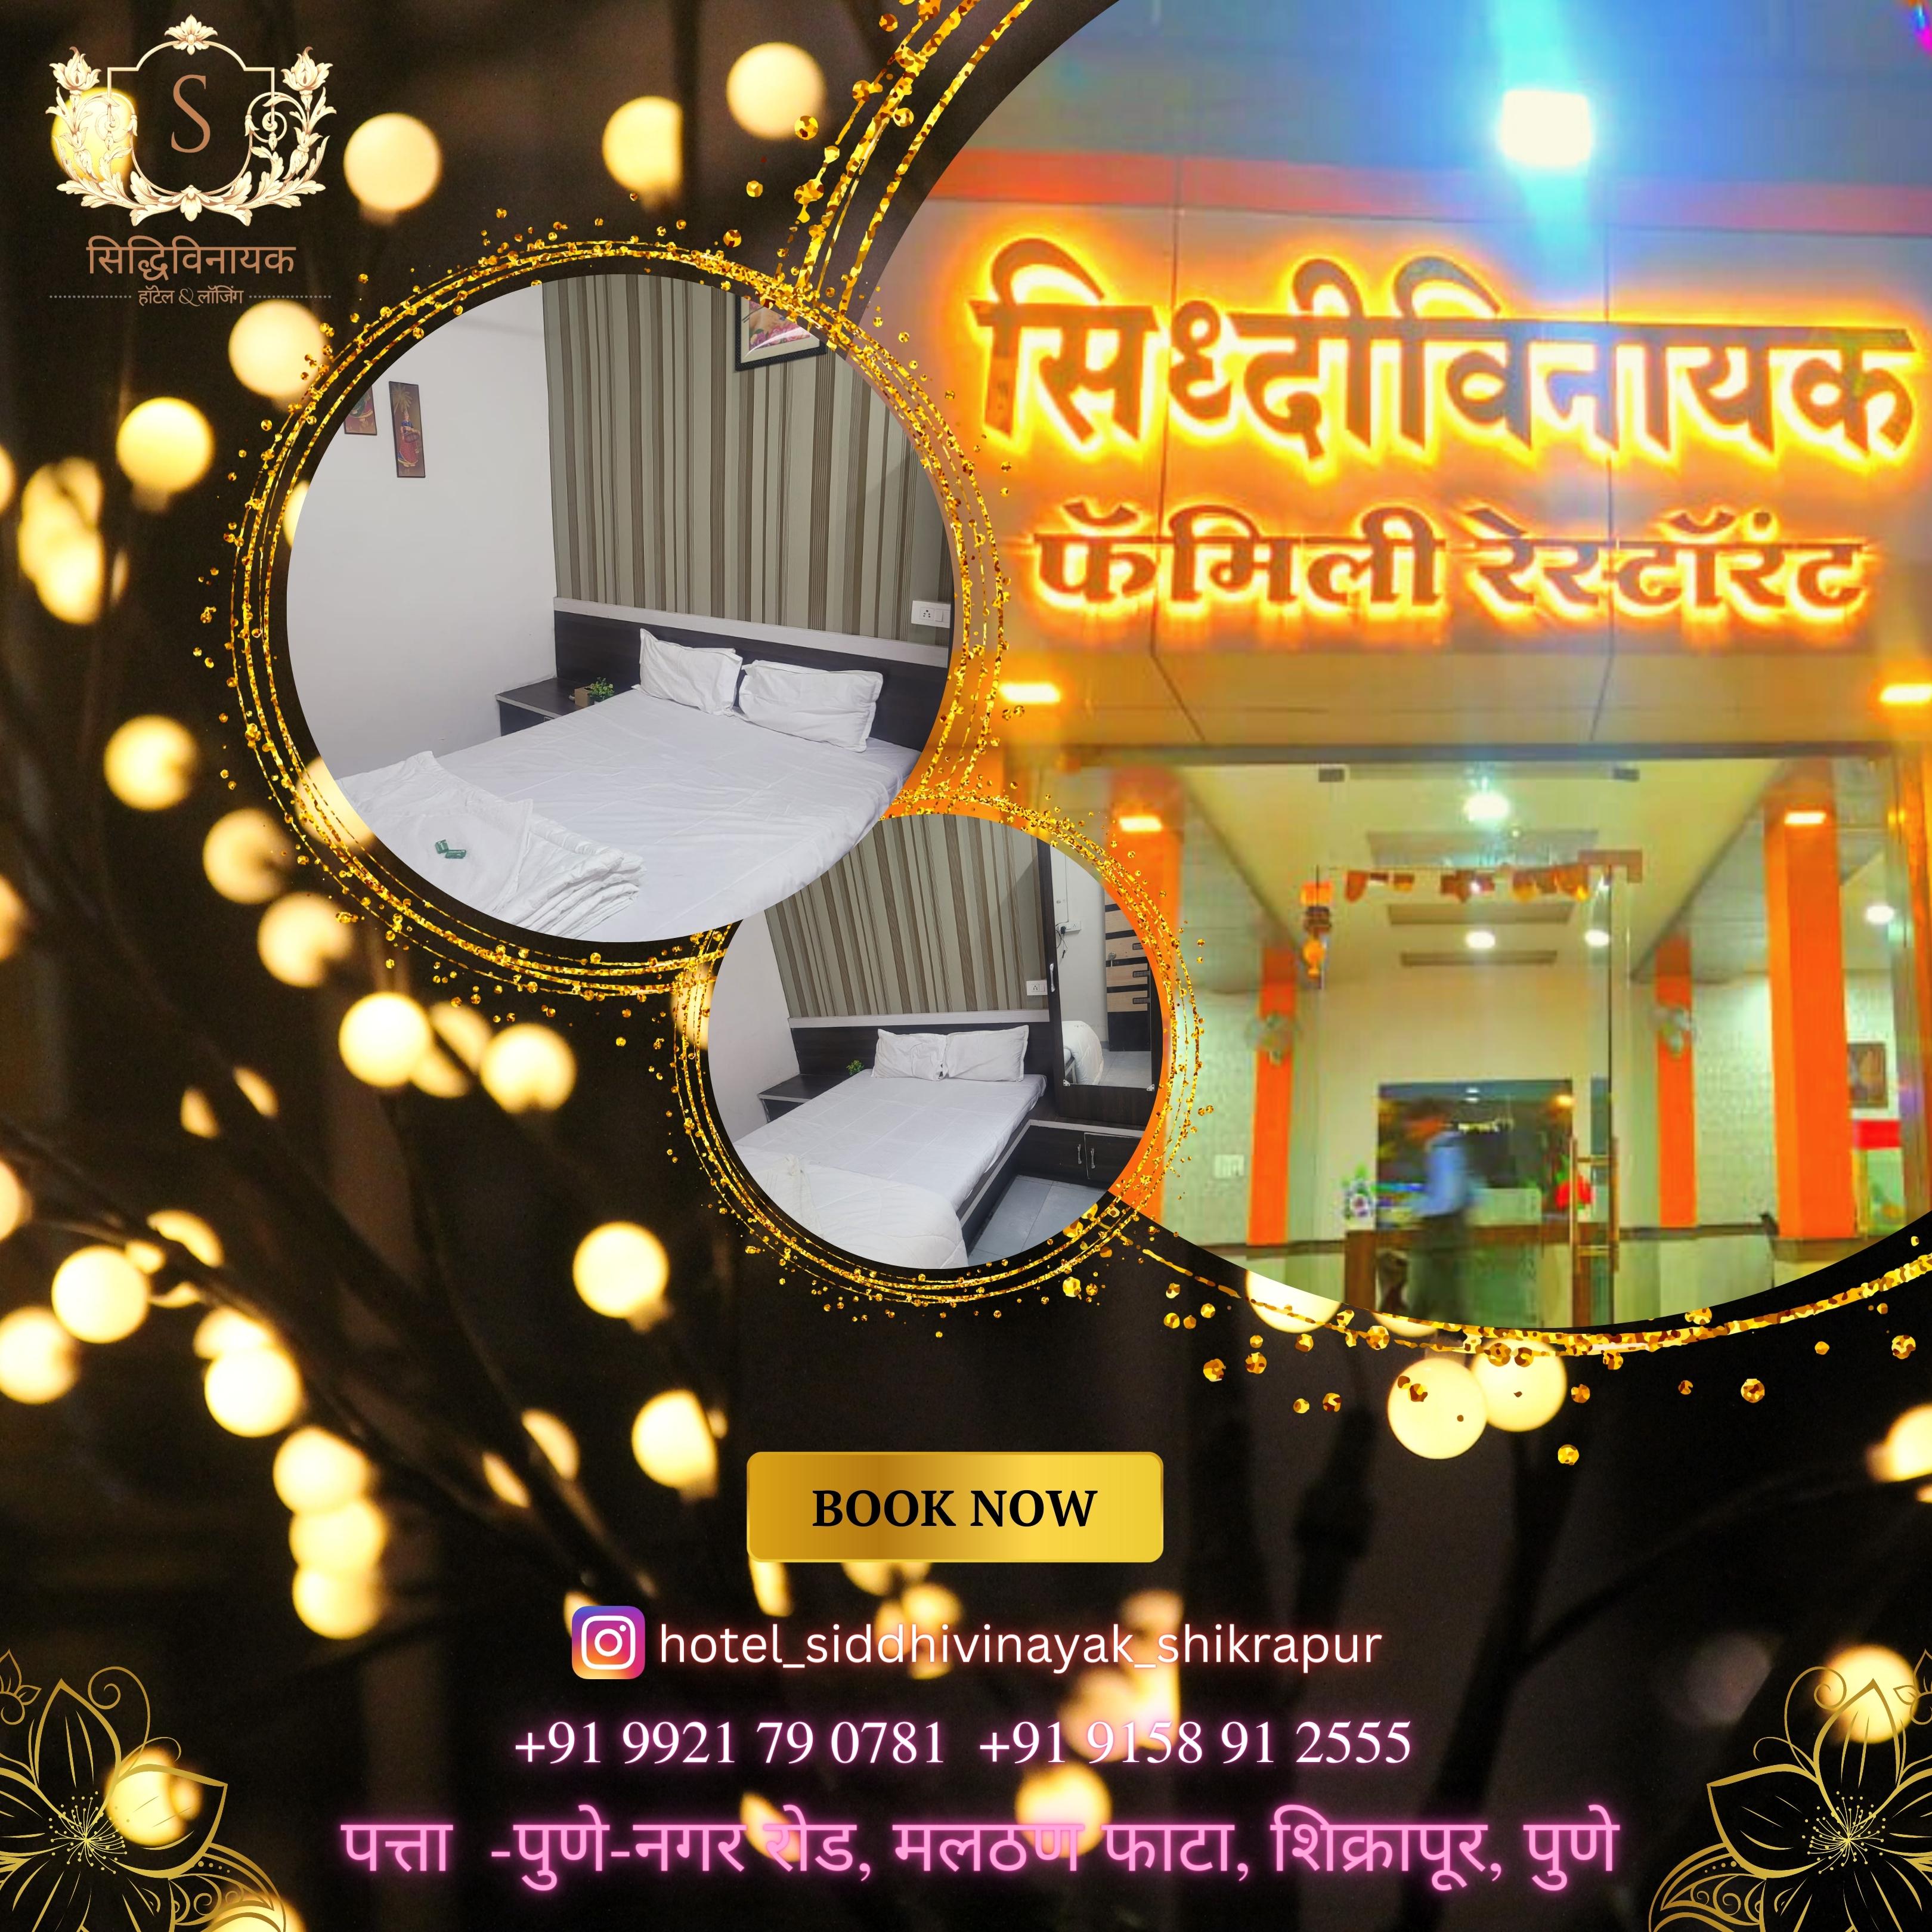 S
सिद्धिविनायक
हॉटेल & लॉजिंग
सिध्दीविनायक
फॅमिली रेस्टॉरंट
BOOK NOW
hotel_siddhivinayak_shikrapur
+91 9921 79 0781 +91 9158 91 2555
पत्ता -पुणे-नगर रोड, मलठण फाटा, शिक्रापूर, पुणे